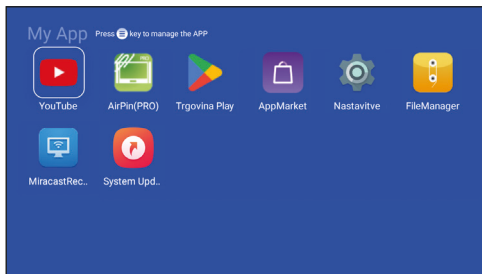 My App Press key to manage the APP
YouTube AirPin(PRO) Trgovina Play AppMarket Nastavitve FileManager
MiracastRec.. System Upd..